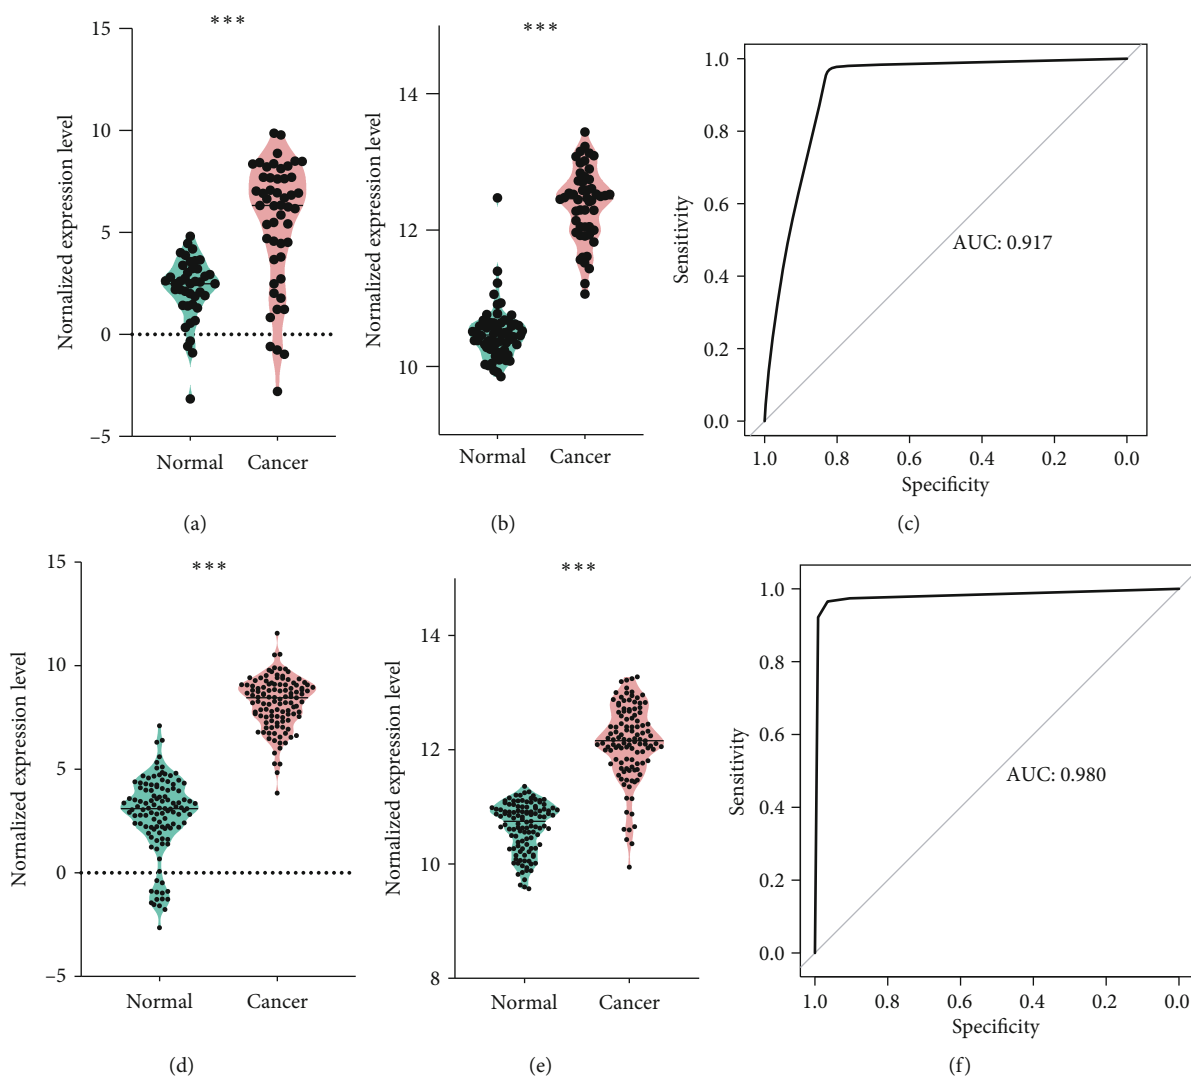 ***
15
10
5
0
–5
Nornalized expression level
Normal Cancer
(a)
***
14
12
10
Nornalized expression level
Normal Cancer
(b)
1.0
0.8
0.6
0.4
0.2
0.0
Sensitivity
AUC: 0.917
1.0 0.8 0.6 0.4 0.2 0.0
Specificity
(c)
***
15
10
5
0
–5
Nornalized expression level
Normal Cancer
(d)
***
14
12
10
8
Nornalized expression level
Normal Cancer
(e)
1.0
0.8
0.6
0.4
0.2
0.0
Sensitivity
AUC: 0.980
1.0 0.8 0.6 0.4 0.2 0.0
Specificity
(f)